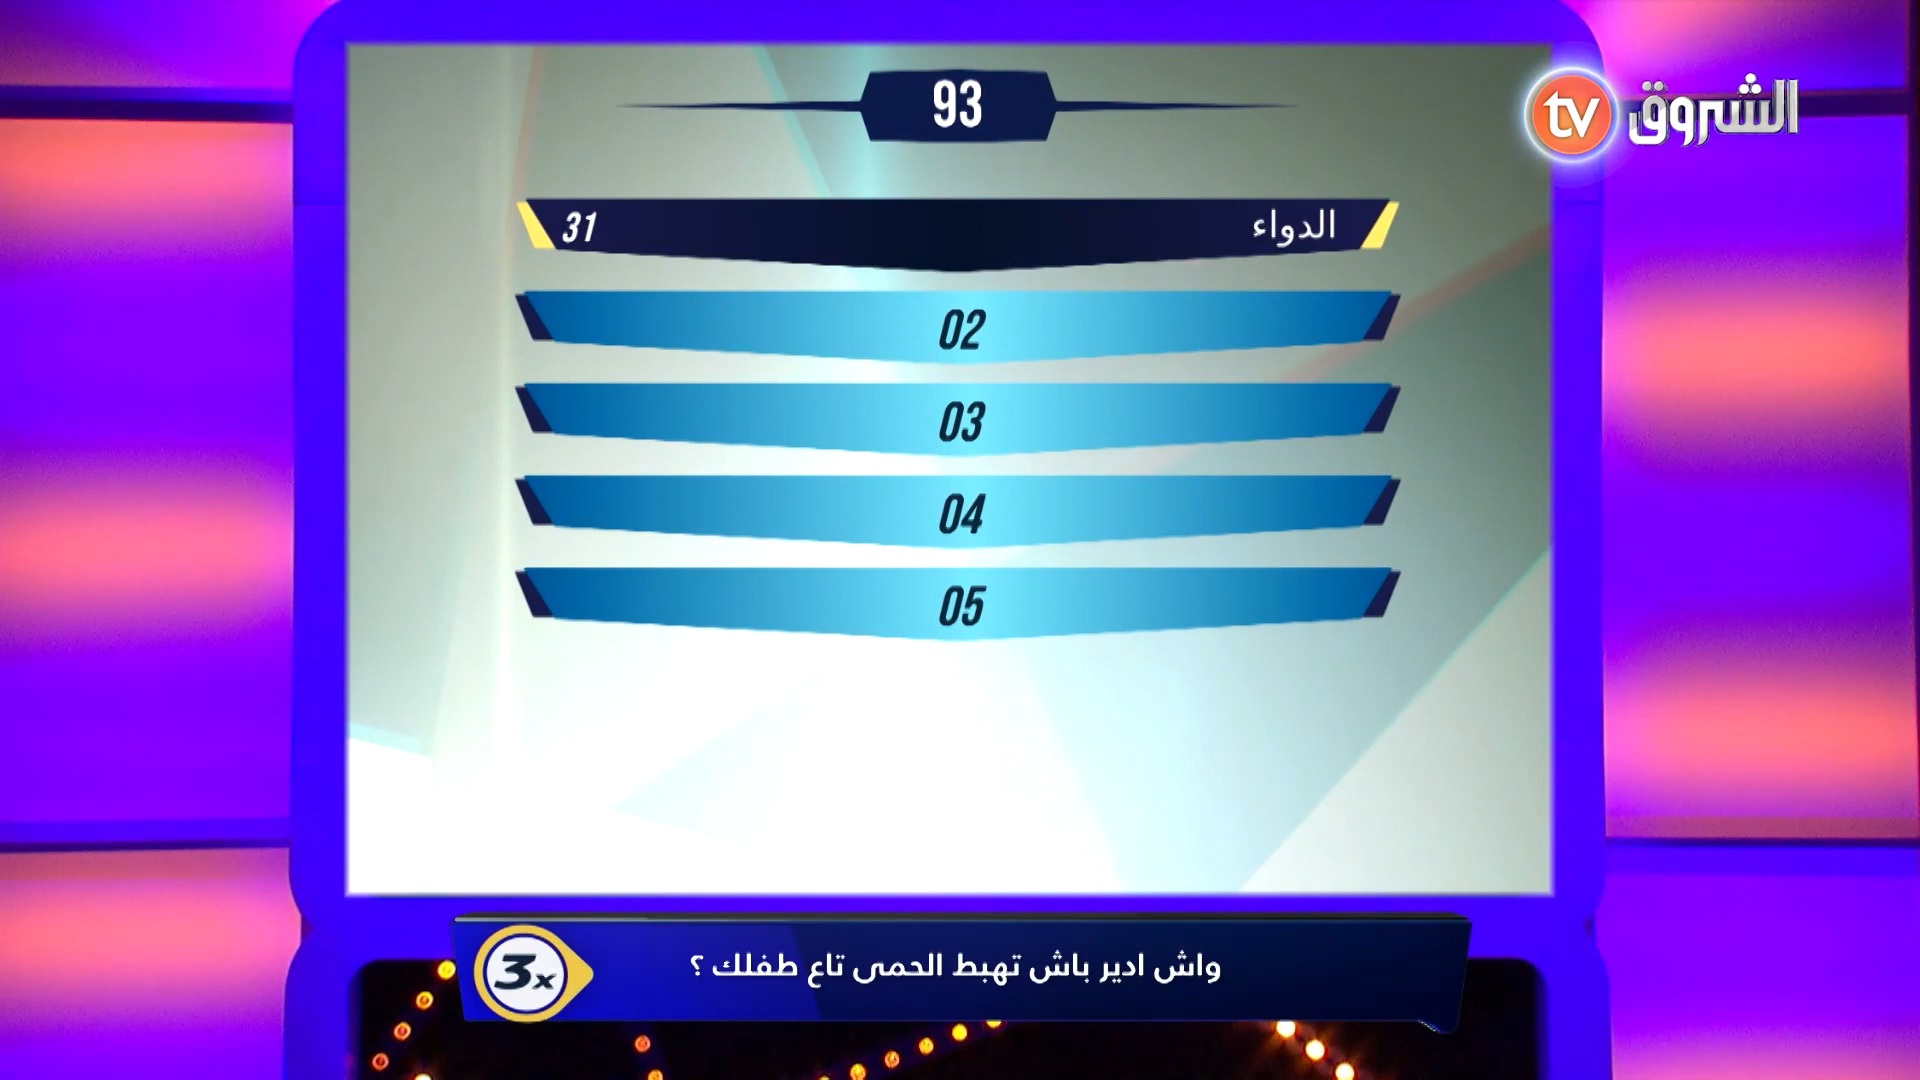 93
الشروق tv
الدواء 31
02
03
04
05
واش ادير باش تهبط الحمى تاع طفلك ؟
3x